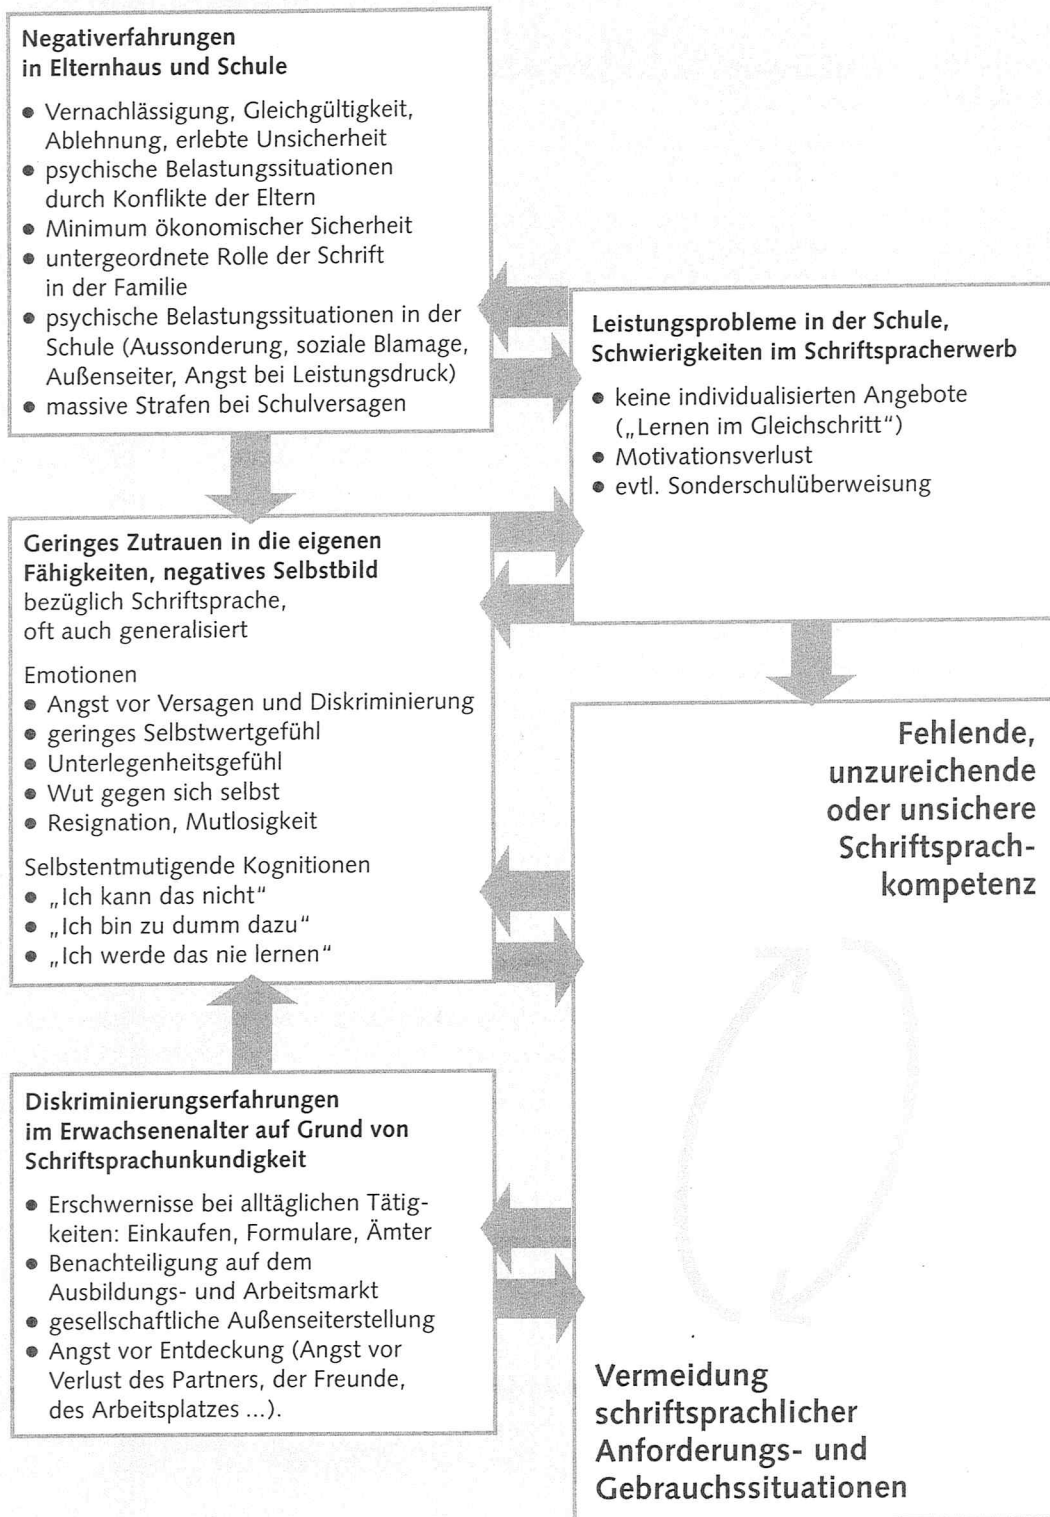 Negativerfahrungen
in Elternhaus und Schule
● Vernachlässigung, Gleichgültigkeit,
Ablehnung, erlebte Unsicherheit
● psychische Belastungssituationen
durch Konflikte der Eltern
● Minimum ökonomischer Sicherheit
● untergeordnete Rolle der Schrift
in der Familie
● psychische Belastungssituationen in der
Schule (Aussonderung, soziale Blamage,
Außenseiter, Angst bei Leistungsdruck)
● massive Strafen bei Schulversagen
Leistungsprobleme in der Schule,
Schwierigkeiten im Schriftspracherwerb
● keine individualisierten Angebote
(„Lernen im Gleichschritt“)
● Motivationsverlust
● evtl. Sonderschulüberweisung
Geringes Zutrauen in die eigenen
Fähigkeiten, negatives Selbstbild
bezüglich Schriftsprache,
oft auch generalisiert
Emotionen
● Angst vor Versagen und Diskriminierung
● geringes Selbstwertgefühl
● Unterlegenheitsgefühl
● Wut gegen sich selbst
● Resignation, Mutlosigkeit
Selbstentmutigende Kognitionen
● „Ich kann das nicht“
● „Ich bin zu dumm dazu“
● „Ich werde das nie lernen“
Fehlende,
unzureichende
oder unsichere
Schriftsprach-
kompetenz
Diskriminierungserfahrungen
im Erwachsenenalter auf Grund von
Schriftsprachunkundigkeit
● Erschwernisse bei alltäglichen Tätig-
keiten: Einkaufen, Formulare, Ämter
● Benachteiligung auf dem
Ausbildungs- und Arbeitsmarkt
● gesellschaftliche Außenseiterstellung
● Angst vor Entdeckung (Angst vor
Verlust des Partners, der Freunde,
des Arbeitsplatzes ...).
Vermeidung
schriftsprachlicher
Anforderungs- und
Gebrauchssituationen